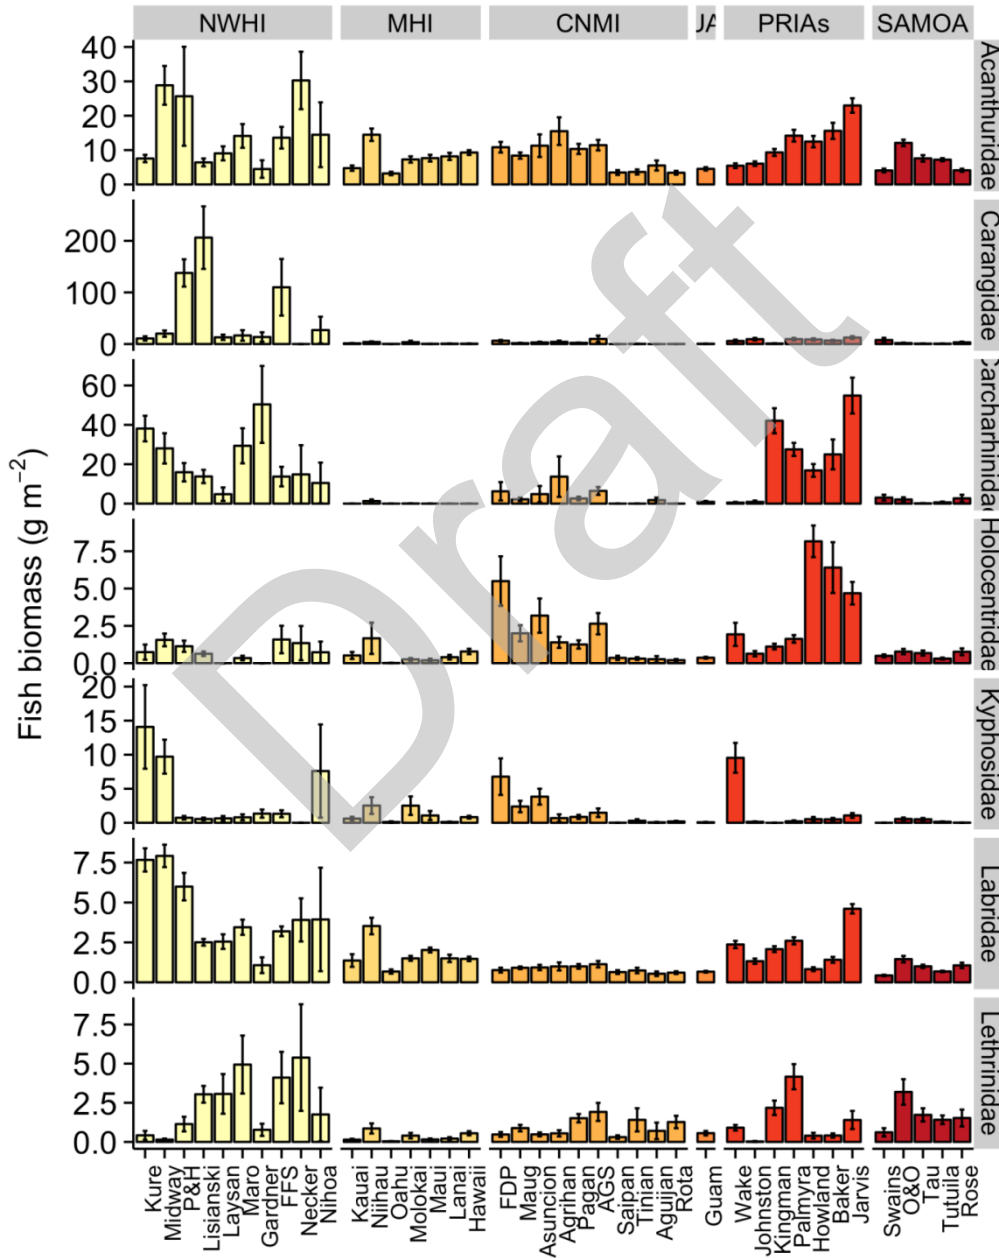 NWHI MHI CNMI UA PRIAs SAMOA
40
30
20
10
0
Acanthuridae
200
100
0
Carangidae
60
40
20
0
Carcharhinidae
7.5
5.0
2.5
0.0
Holocentridae
20
15
10
5
0
Kyphosidae
7.5
5.0
2.5
0.0
Labridae
7.5
5.0
2.5
0.0
Lethrinidae
Fish biomass (g m⁻²)
Kure
Midway
P&H
Lisianski
Laysan
Maro
Gardner
FFS
Necker
Nihoa
Kauai
Niihau
Oahu
Molokai
Maui
Lanai
Hawaii
FDP
Maug
Asuncion
Agrihan
Pagan
AGS
Saipan
Tinian
Aguijan
Rota
Guam
Wake
Johnston
Kingman
Palmyra
Howland
Baker
Jarvis
Swains
O&O
Tau
Tutuila
Rose
Draft